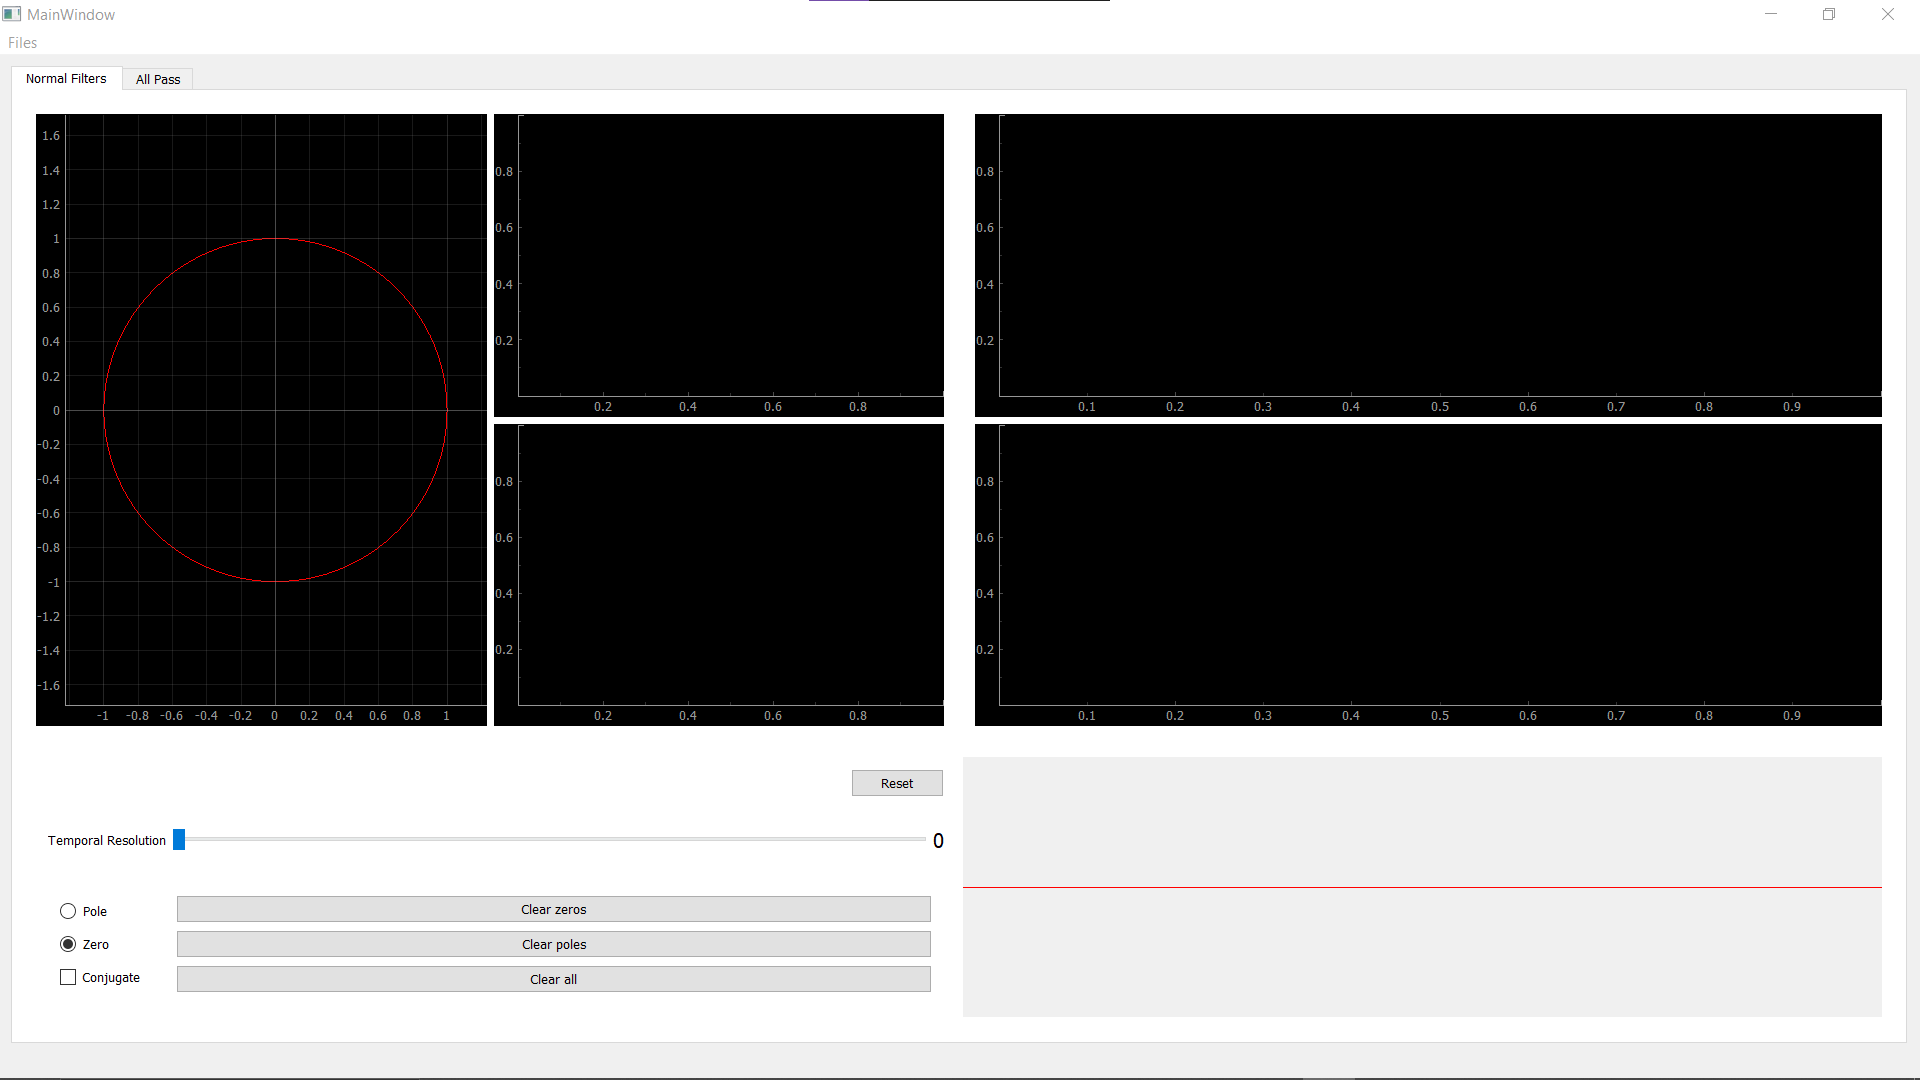 MainWindow
Files
Normal Filters
All Pass
1.6
1.4
1.2
1
0.8
0.6
0.4
0.2
0
-0.2
-0.4
-0.6
-0.8
-1
-1.2
-1.4
-1.6
-1 -0.8 -0.6 -0.4 -0.2 0 0.2 0.4 0.6 0.8 1
0.8
0.6
0.4
0.2
0.2 0.4 0.6 0.8
0.8
0.6
0.4
0.2
0.2 0.4 0.6 0.8
0.8
0.6
0.4
0.2
0.1 0.2 0.3 0.4 0.5 0.6 0.7 0.8 0.9
0.8
0.6
0.4
0.2
0.1 0.2 0.3 0.4 0.5 0.6 0.7 0.8 0.9
Reset
Temporal Resolution 0
Pole
Clear zeros
Zero
Clear poles
Conjugate
Clear all